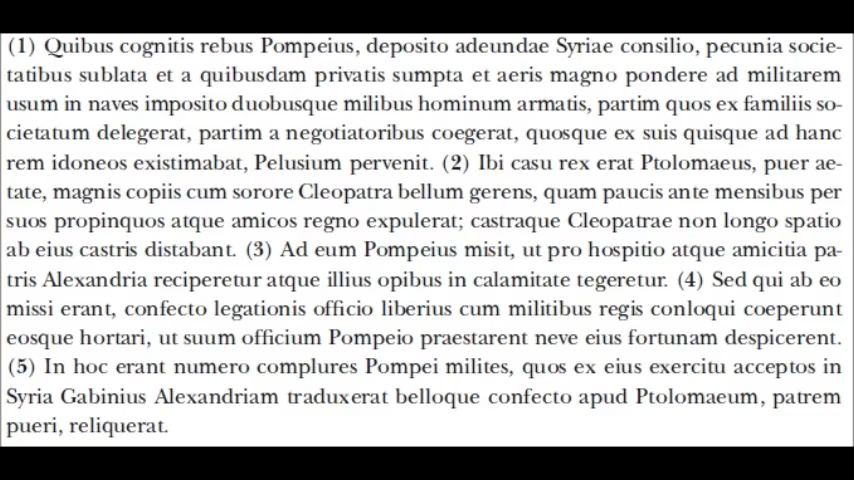 (1) Quibus cognitis rebus Pompeius, deposito adeundae Syriae consilio, pecunia socie-
tatibus sublata et a quibusdam privatis sumpta et aeris magno pondere ad militarem
usum in naves imposito duobusque milibus hominum armatis, partim quos ex familiis so-
cietatum delegerat, partim a negotiatoribus coegerat, quosque ex suis quisque ad hanc
rem idoneos existimabat, Pelusium pervenit. (2) Ibi casu rex erat Ptolomaeus, puer ae-
tate, magnis copiis cum sorore Cleopatra bellum gerens, quam paucis ante mensibus per
suos propinquos atque amicos regno expulerat; castraque Cleopatrae non longo spatio
ab eius castris distabant. (3) Ad eum Pompeius misit, ut pro hospitio atque amicitia pa-
tris Alexandria reciperetur atque illius opibus in calamitate tegeretur. (4) Sed qui ab eo
missi erant, confecto legationis officio liberius cum militibus regis conloqui coeperunt
eosque hortari, ut suum officium Pompeio praestarent neve eius fortunam despicerent.
(5) In hoc erant numero complures Pompei milites, quos ex eius exercitu acceptos in
Syria Gabinius Alexandriam traduxerat belloque confecto apud Ptolomaeum, patrem
pueri, reliquerat.